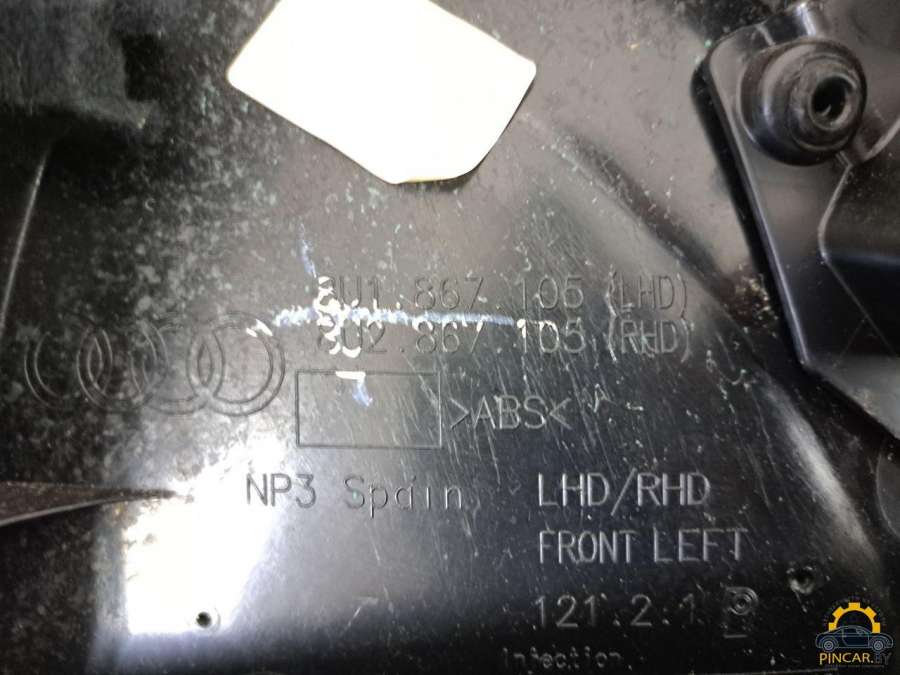 8U1.867.105 (LHD)
8U2.867.105 (RHD)
>ABS<
NP3 Spain
LHD/RHD
FRONT LEFT
121.2.1
Injection
PINCAR.BY